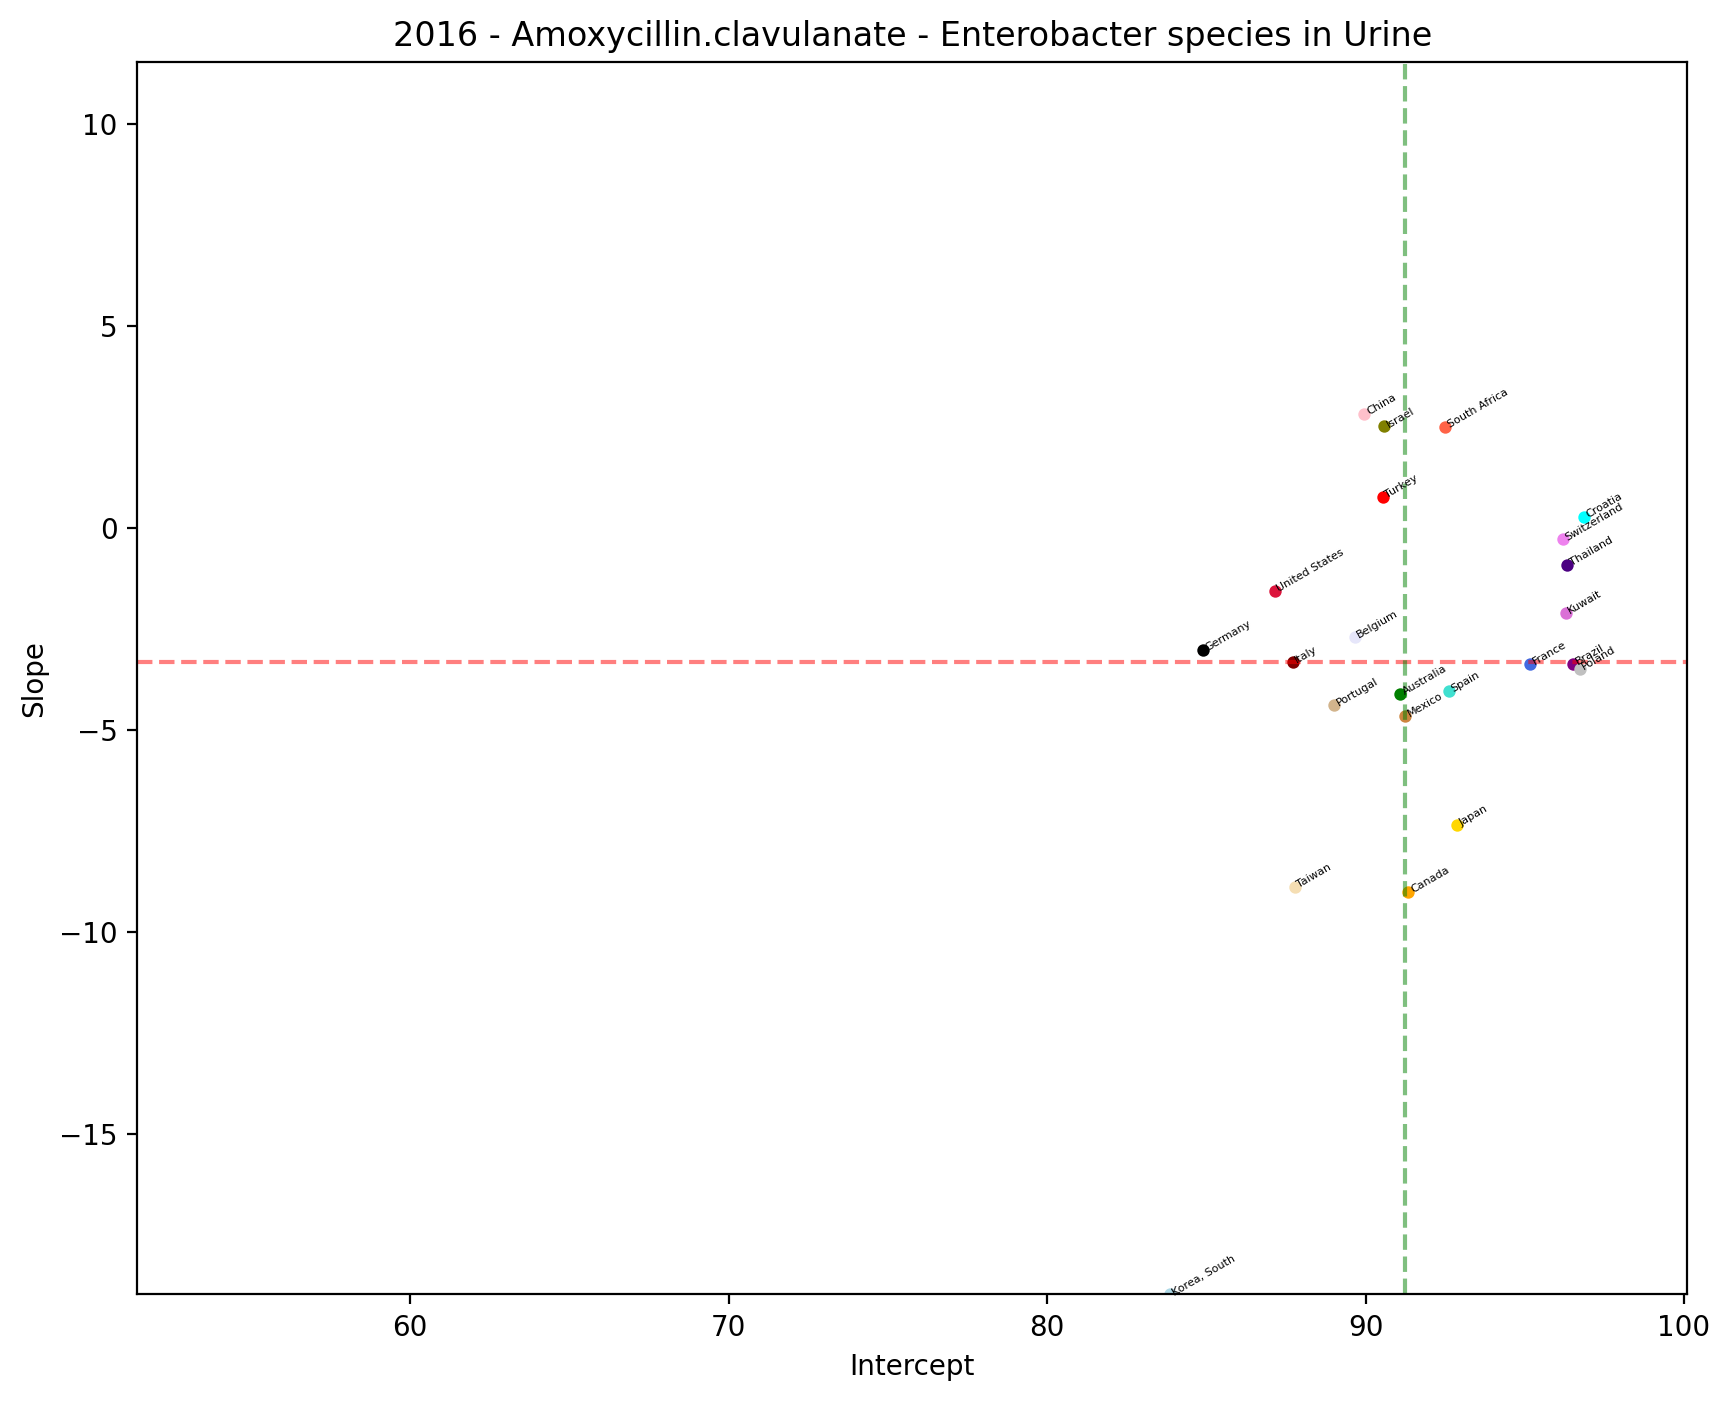 2016 - Amoxycillin.clavulanate - Enterobacter species in Urine
10
5
0
−5
−10
−15
Slope
China
Israel
South Africa
Turkey
Croatia
Switzerland
Thailand
United States
Kuwait
Belgium
Germany
Italy
France
Brazil
Poland
Australia
Spain
Portugal
Mexico
Japan
Taiwan
Canada
Korea, South
60
70
80
90
100
Intercept